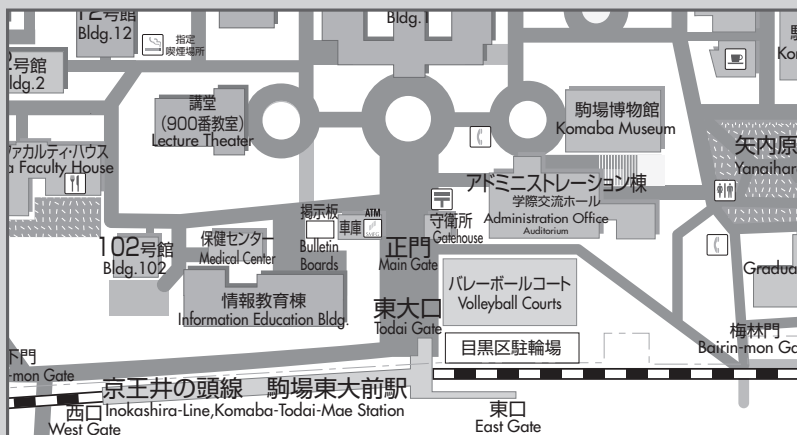 12号館
Bldg.12
Bldg.1
指定
喫煙場所
号館
ldg.2
講堂
(900番教室)
Lecture Theater
駒場博物館
Komaba Museum
ファカルティ・ハウス
a Faculty House
矢内原
Yanaihar
アドミニストレーション棟
学際交流ホール
Administration Office
Auditorium
掲示板
Bulletin
Boards
車庫
ATM
守衛所
Gatehouse
保健センター
Medical Center
102号館
Bldg.102
正門
Main Gate
情報教育棟
Information Education Bldg.
バレーボールコート
Volleyball Courts
Gradua
東大口
Todai Gate
目黒区駐輪場
梅林門
Bairin-mon Ga
下門
-mon Gate
京王井の頭線 駒場東大前駅
Inokashira-Line,Komaba-Todai-Mae Station
西口
West Gate
東口
East Gate